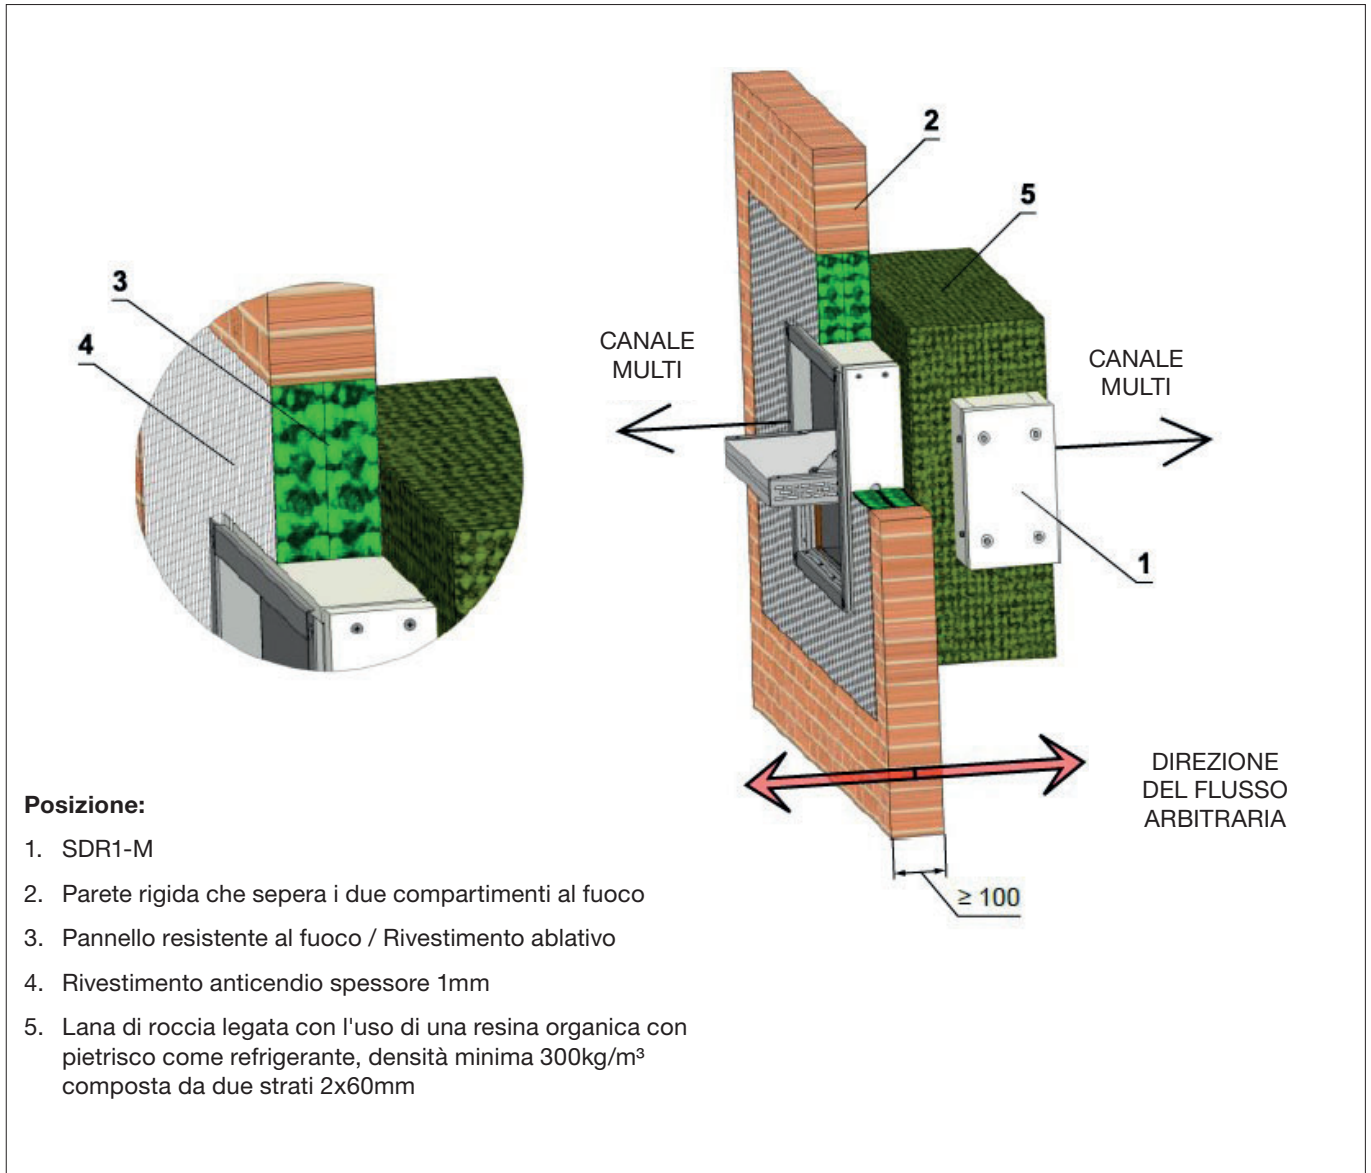 2
5
3
4
CANALE
MULTI
CANALE
MULTI
1
DIREZIONE
DEL FLUSSO
ARBITRARIA
≥ 100
Posizione:
1. SDR1-M
2. Parete rigida che sepera i due compartimenti al fuoco
3. Pannello resistente al fuoco / Rivestimento ablativo
4. Rivestimento anticendio spessore 1mm
5. Lana di roccia legata con l'uso di una resina organica con
pietrisco come refrigerante, densità minima 300kg/m³
composta da due strati 2x60mm